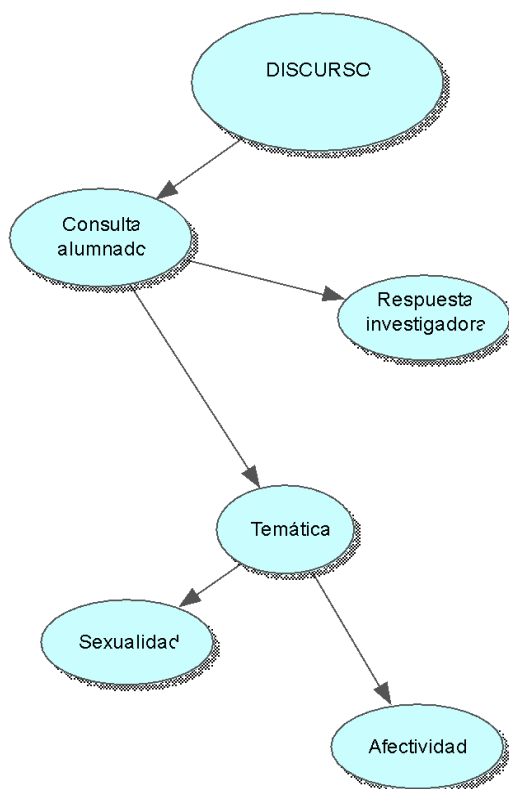 DISCURSO
Consulta
alumnado
Respuesta
investigadora
Temática
Sexualidad
Afectividad